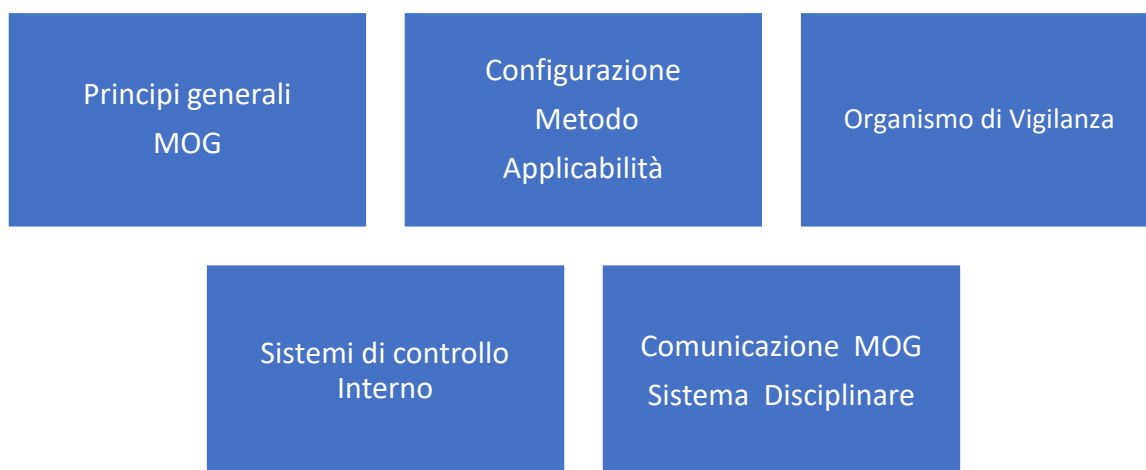 Principi generali
MOG
Configurazione
Metodo
Applicabilità
Organismo di Vigilanza
Sistemi di controllo
Interno
Comunicazione MOG
Sistema Disciplinare